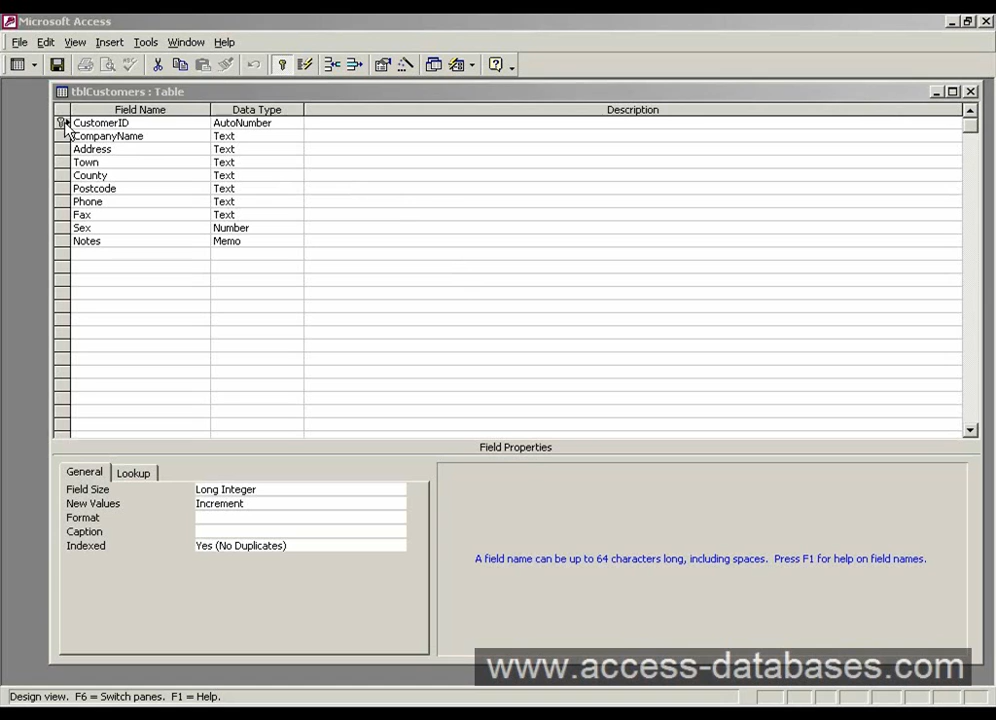 Microsoft Access
File Edit View Insert Tools Window Help
tblCustomers : Table
Field Name Data Type Description
CustomerID AutoNumber
CompanyName Text
Address Text
Town Text
County Text
Postcode Text
Phone Text
Fax Text
Sex Number
Notes Memo
Field Properties
General Lookup
Field Size Long Integer
New Values Increment
Format
Caption
Indexed Yes (No Duplicates)
A field name can be up to 64 characters long, including spaces. Press F1 for help on field names.
www.access-databases.com
Design view. F6 = Switch panes. F1 = Help.